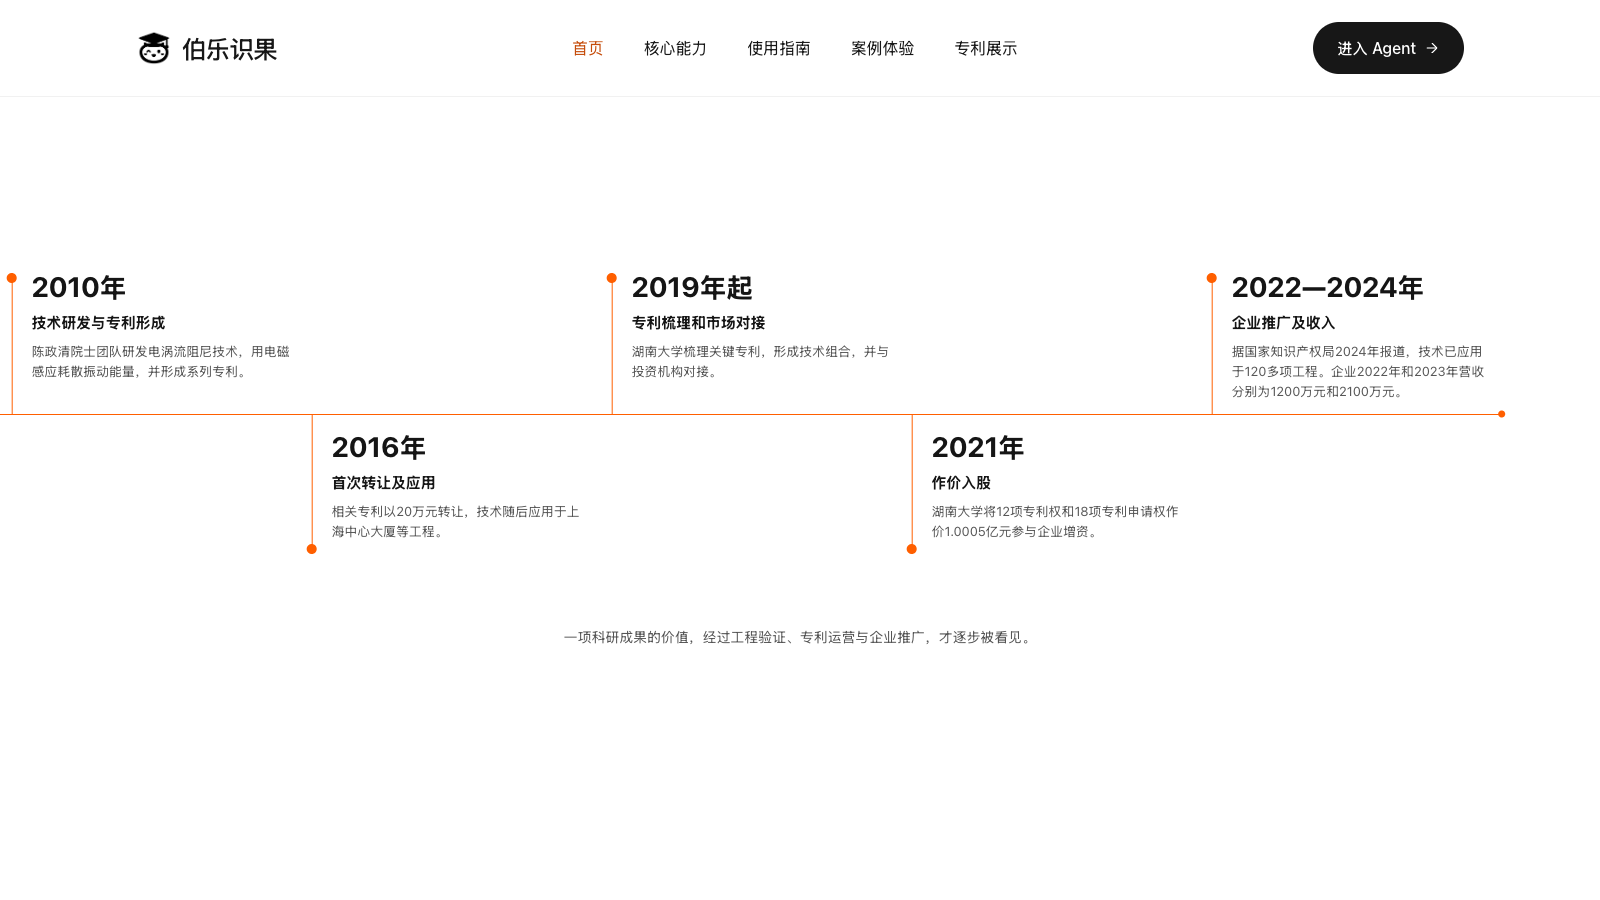 伯乐识果
首页
核心能力
使用指南
案例体验
专利展示
进入 Agent →
2010年
技术研发与专利形成
陈政清院士团队研发电涡流阻尼技术，用电磁
感应耗散振动能量，并形成系列专利。
2019年起
专利梳理和市场对接
湖南大学梳理关键专利，形成技术组合，并与
投资机构对接。
2022—2024年
企业推广及收入
据国家知识产权局2024年报道，技术已应用
于120多项工程。企业2022年和2023年营收
分别为1200万元和2100万元。
2016年
首次转让及应用
相关专利以20万元转让，技术随后应用于上
海中心大厦等工程。
2021年
作价入股
湖南大学将12项专利权和18项专利申请权作
价1.0005亿元参与企业增资。
一项科研成果的价值，经过工程验证、专利运营与企业推广，才逐步被看见。